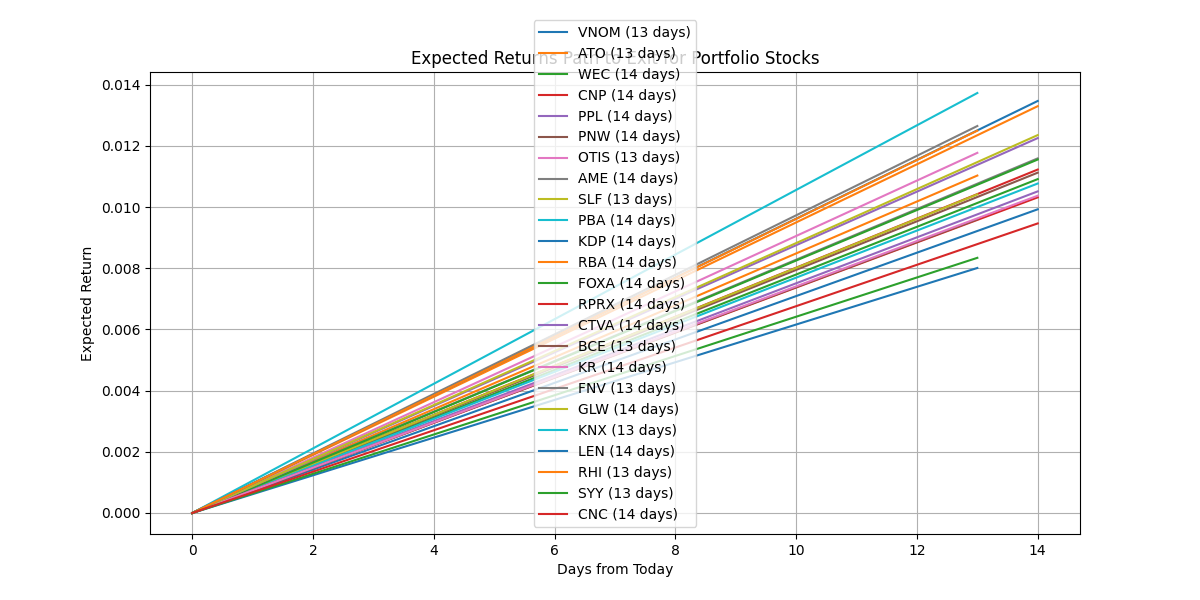 Expected Returns Path to Exit for Portfolio Stocks
VNOM (13 days)
ATO (13 days)
WEC (14 days)
CNP (14 days)
PPL (14 days)
PNW (14 days)
OTIS (13 days)
AME (14 days)
SLF (13 days)
PBA (14 days)
KDP (14 days)
RBA (14 days)
FOXA (14 days)
RPRX (14 days)
CTVA (14 days)
BCE (13 days)
KR (14 days)
FNV (13 days)
GLW (14 days)
KNX (13 days)
LEN (14 days)
RHI (13 days)
SYY (13 days)
CNC (14 days)
Expected Return
0.014
0.012
0.010
0.008
0.006
0.004
0.002
0.000
0 2 4 6 8 10 12 14
Days from Today